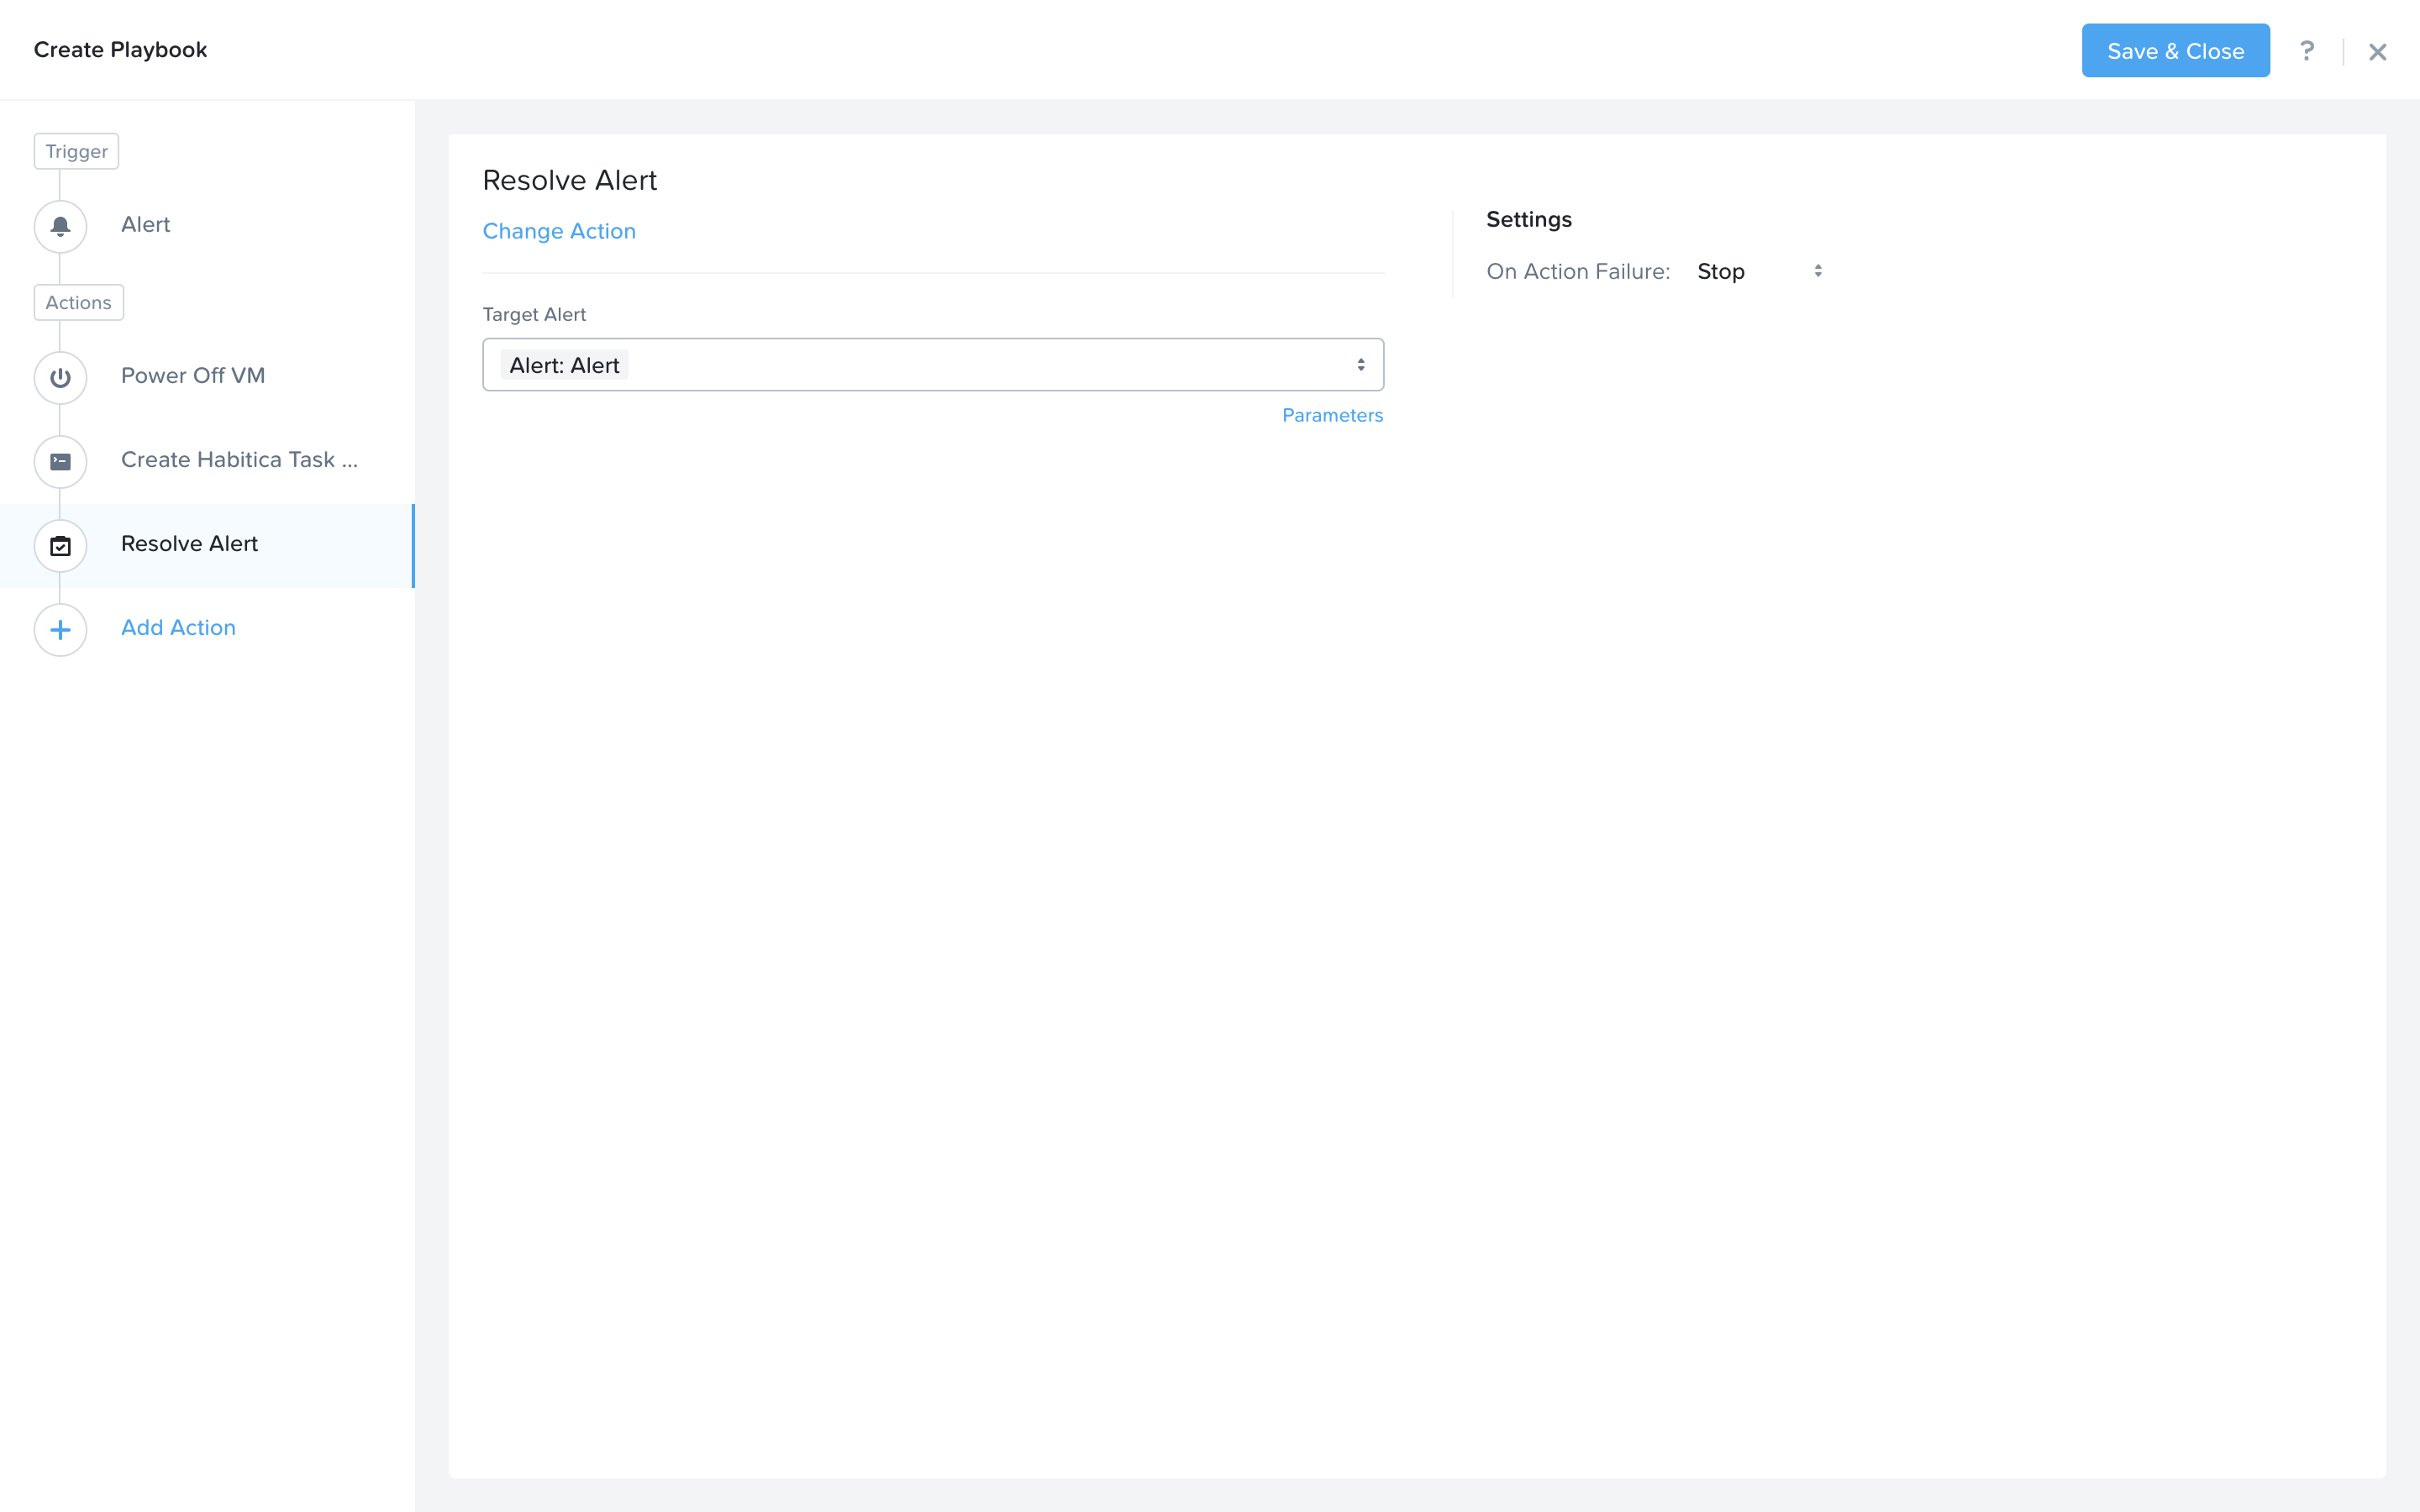 Create Playbook
Save & Close
?
Trigger
Alert
Actions
Power Off VM
Create Habitica Task ...
Resolve Alert
Add Action
Resolve Alert
Change Action
Target Alert
Alert: Alert
Parameters
Settings
On Action Failure: Stop